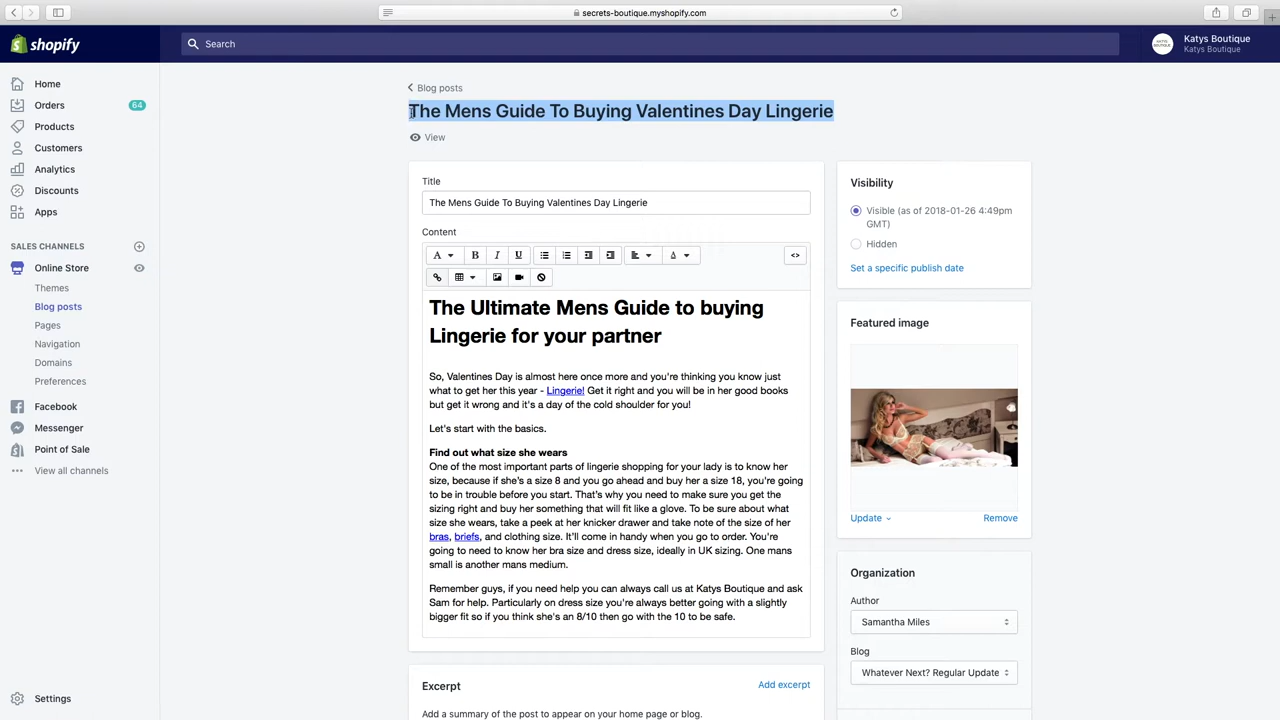 secrets-boutique.myshopify.com
shopify
Search
Katys Boutique
Katys Boutique
Home
Orders
64
Products
Customers
Analytics
Discounts
Apps
SALES CHANNELS
Online Store
Themes
Blog posts
Pages
Navigation
Domains
Preferences
Facebook
Messenger
Point of Sale
View all channels
Settings
Blog posts
The Mens Guide To Buying Valentines Day Lingerie
View
Title
The Mens Guide To Buying Valentines Day Lingerie
Content
A
B
I
U
A
<>
The Ultimate Mens Guide to buying
Lingerie for your partner
So, Valentines Day is almost here once more and you're thinking you know just
what to get her this year - Lingerie! Get it right and you will be in her good books
but get it wrong and it's a day of the cold shoulder for you!
Let's start with the basics.
Find out what size she wears
One of the most important parts of lingerie shopping for your lady is to know her
size, because if she's a size 8 and you go ahead and buy her a size 18, you're going
to be in trouble before you start. That's why you need to make sure you get the
sizing right and buy her something that will fit like a glove. To be sure about what
size she wears, take a peek at her knicker drawer and take note of the size of her
bras, briefs, and clothing size. It'll come in handy when you go to order. You're
going to need to know her bra size and dress size, ideally in UK sizing. One mans
small is another mans medium.
Remember guys, if you need help you can always call us at Katys Boutique and ask
Sam for help. Particularly on dress size you're always better going with a slightly
bigger fit so if you think she's an 8/10 then go with the 10 to be safe.
Excerpt
Add excerpt
Add a summary of the post to appear on your home page or blog.
Visibility
Visible (as of 2018-01-26 4:49pm
GMT)
Hidden
Set a specific publish date
Featured image
Update
Remove
Organization
Author
Samantha Miles
Blog
Whatever Next? Regular Update